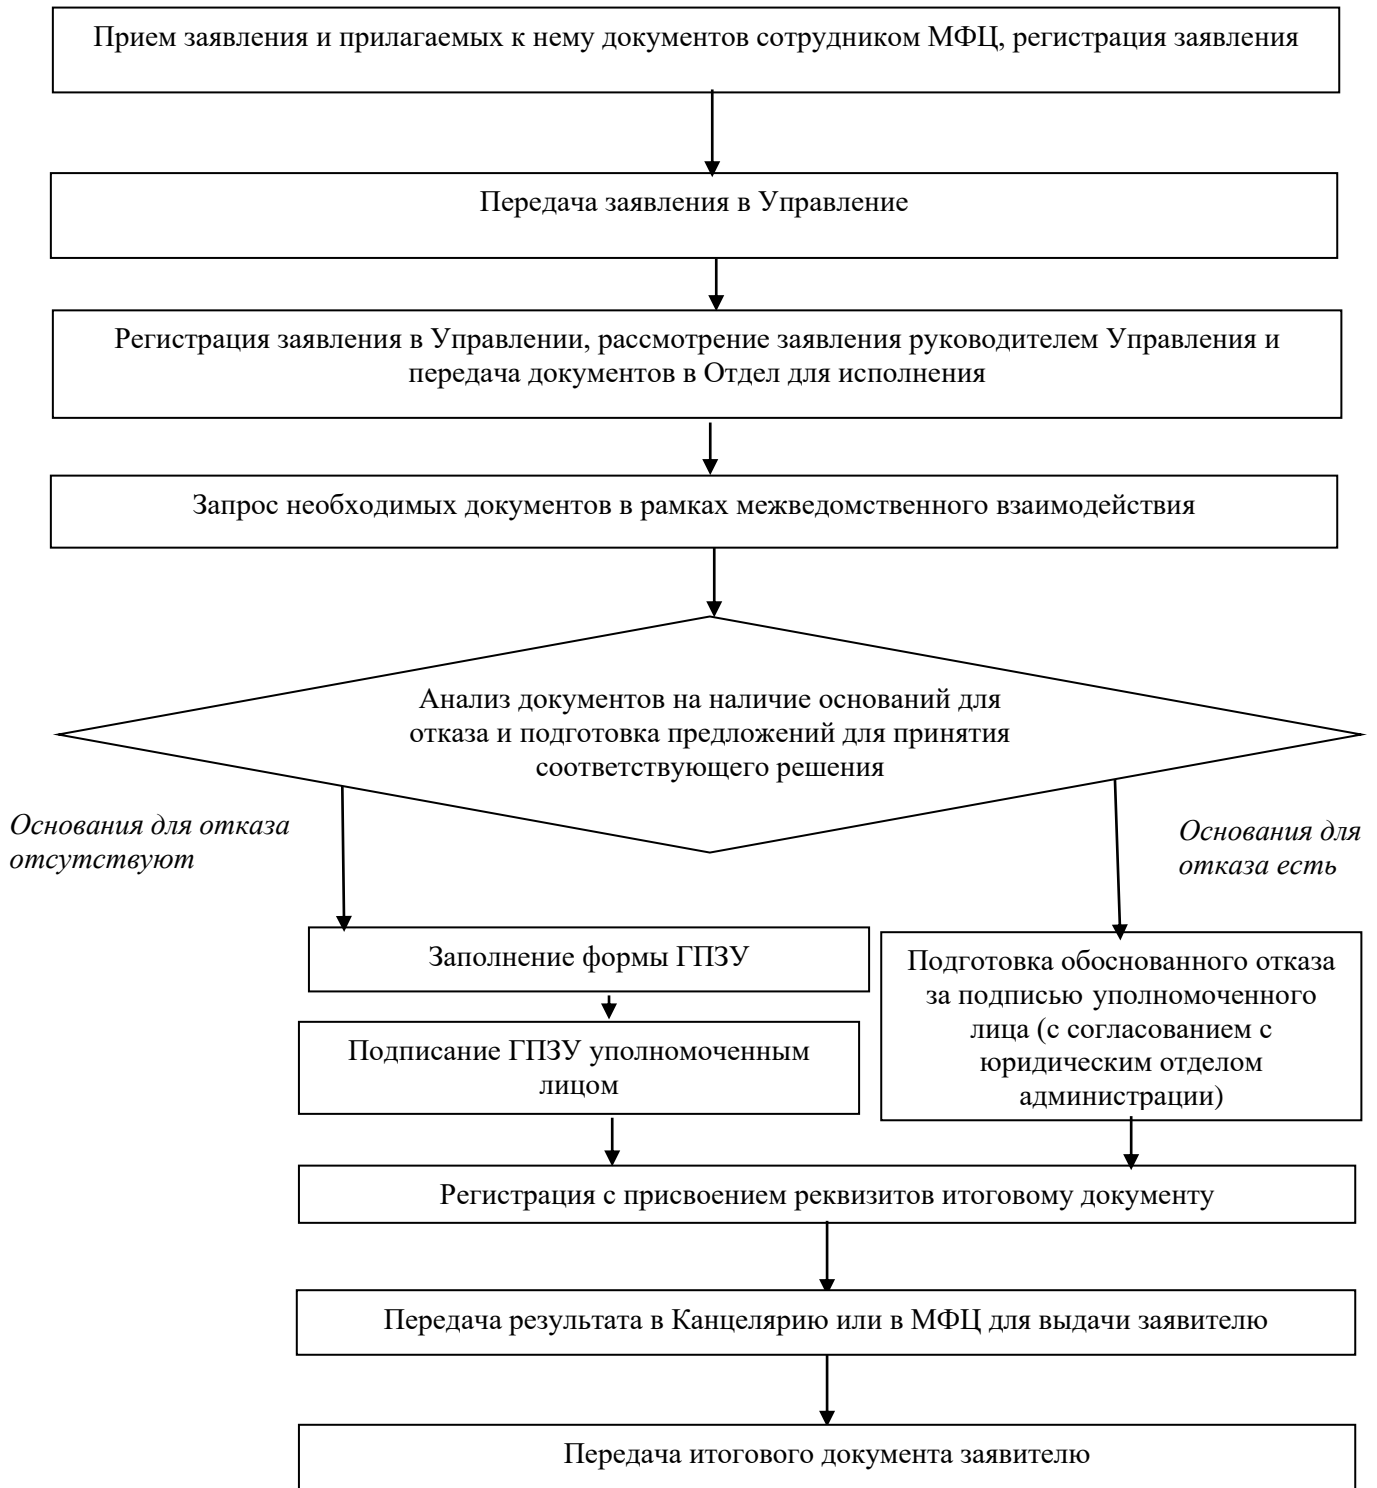 Прием заявления и прилагаемых к нему документов сотрудником МФЦ, регистрация заявления
Передача заявления в Управление
Регистрация заявления в Управлении, рассмотрение заявления руководителем Управления и
передача документов в Отдел для исполнения
Запрос необходимых документов в рамках межведомственного взаимодействия
Анализ документов на наличие оснований для
отказа и подготовка предложений для принятия
соответствующего решения
Основания для отказа
отсутствуют
Основания для
отказа есть
Заполнение формы ГПЗУ
Подписание ГПЗУ уполномоченным
лицом
Подготовка обоснованного отказа
за подписью уполномоченного
лица (с согласованием с
юридическим отделом
администрации)
Регистрация с присвоением реквизитов итоговому документу
Передача результата в Канцелярию или в МФЦ для выдачи заявителю
Передача итогового документа заявителю